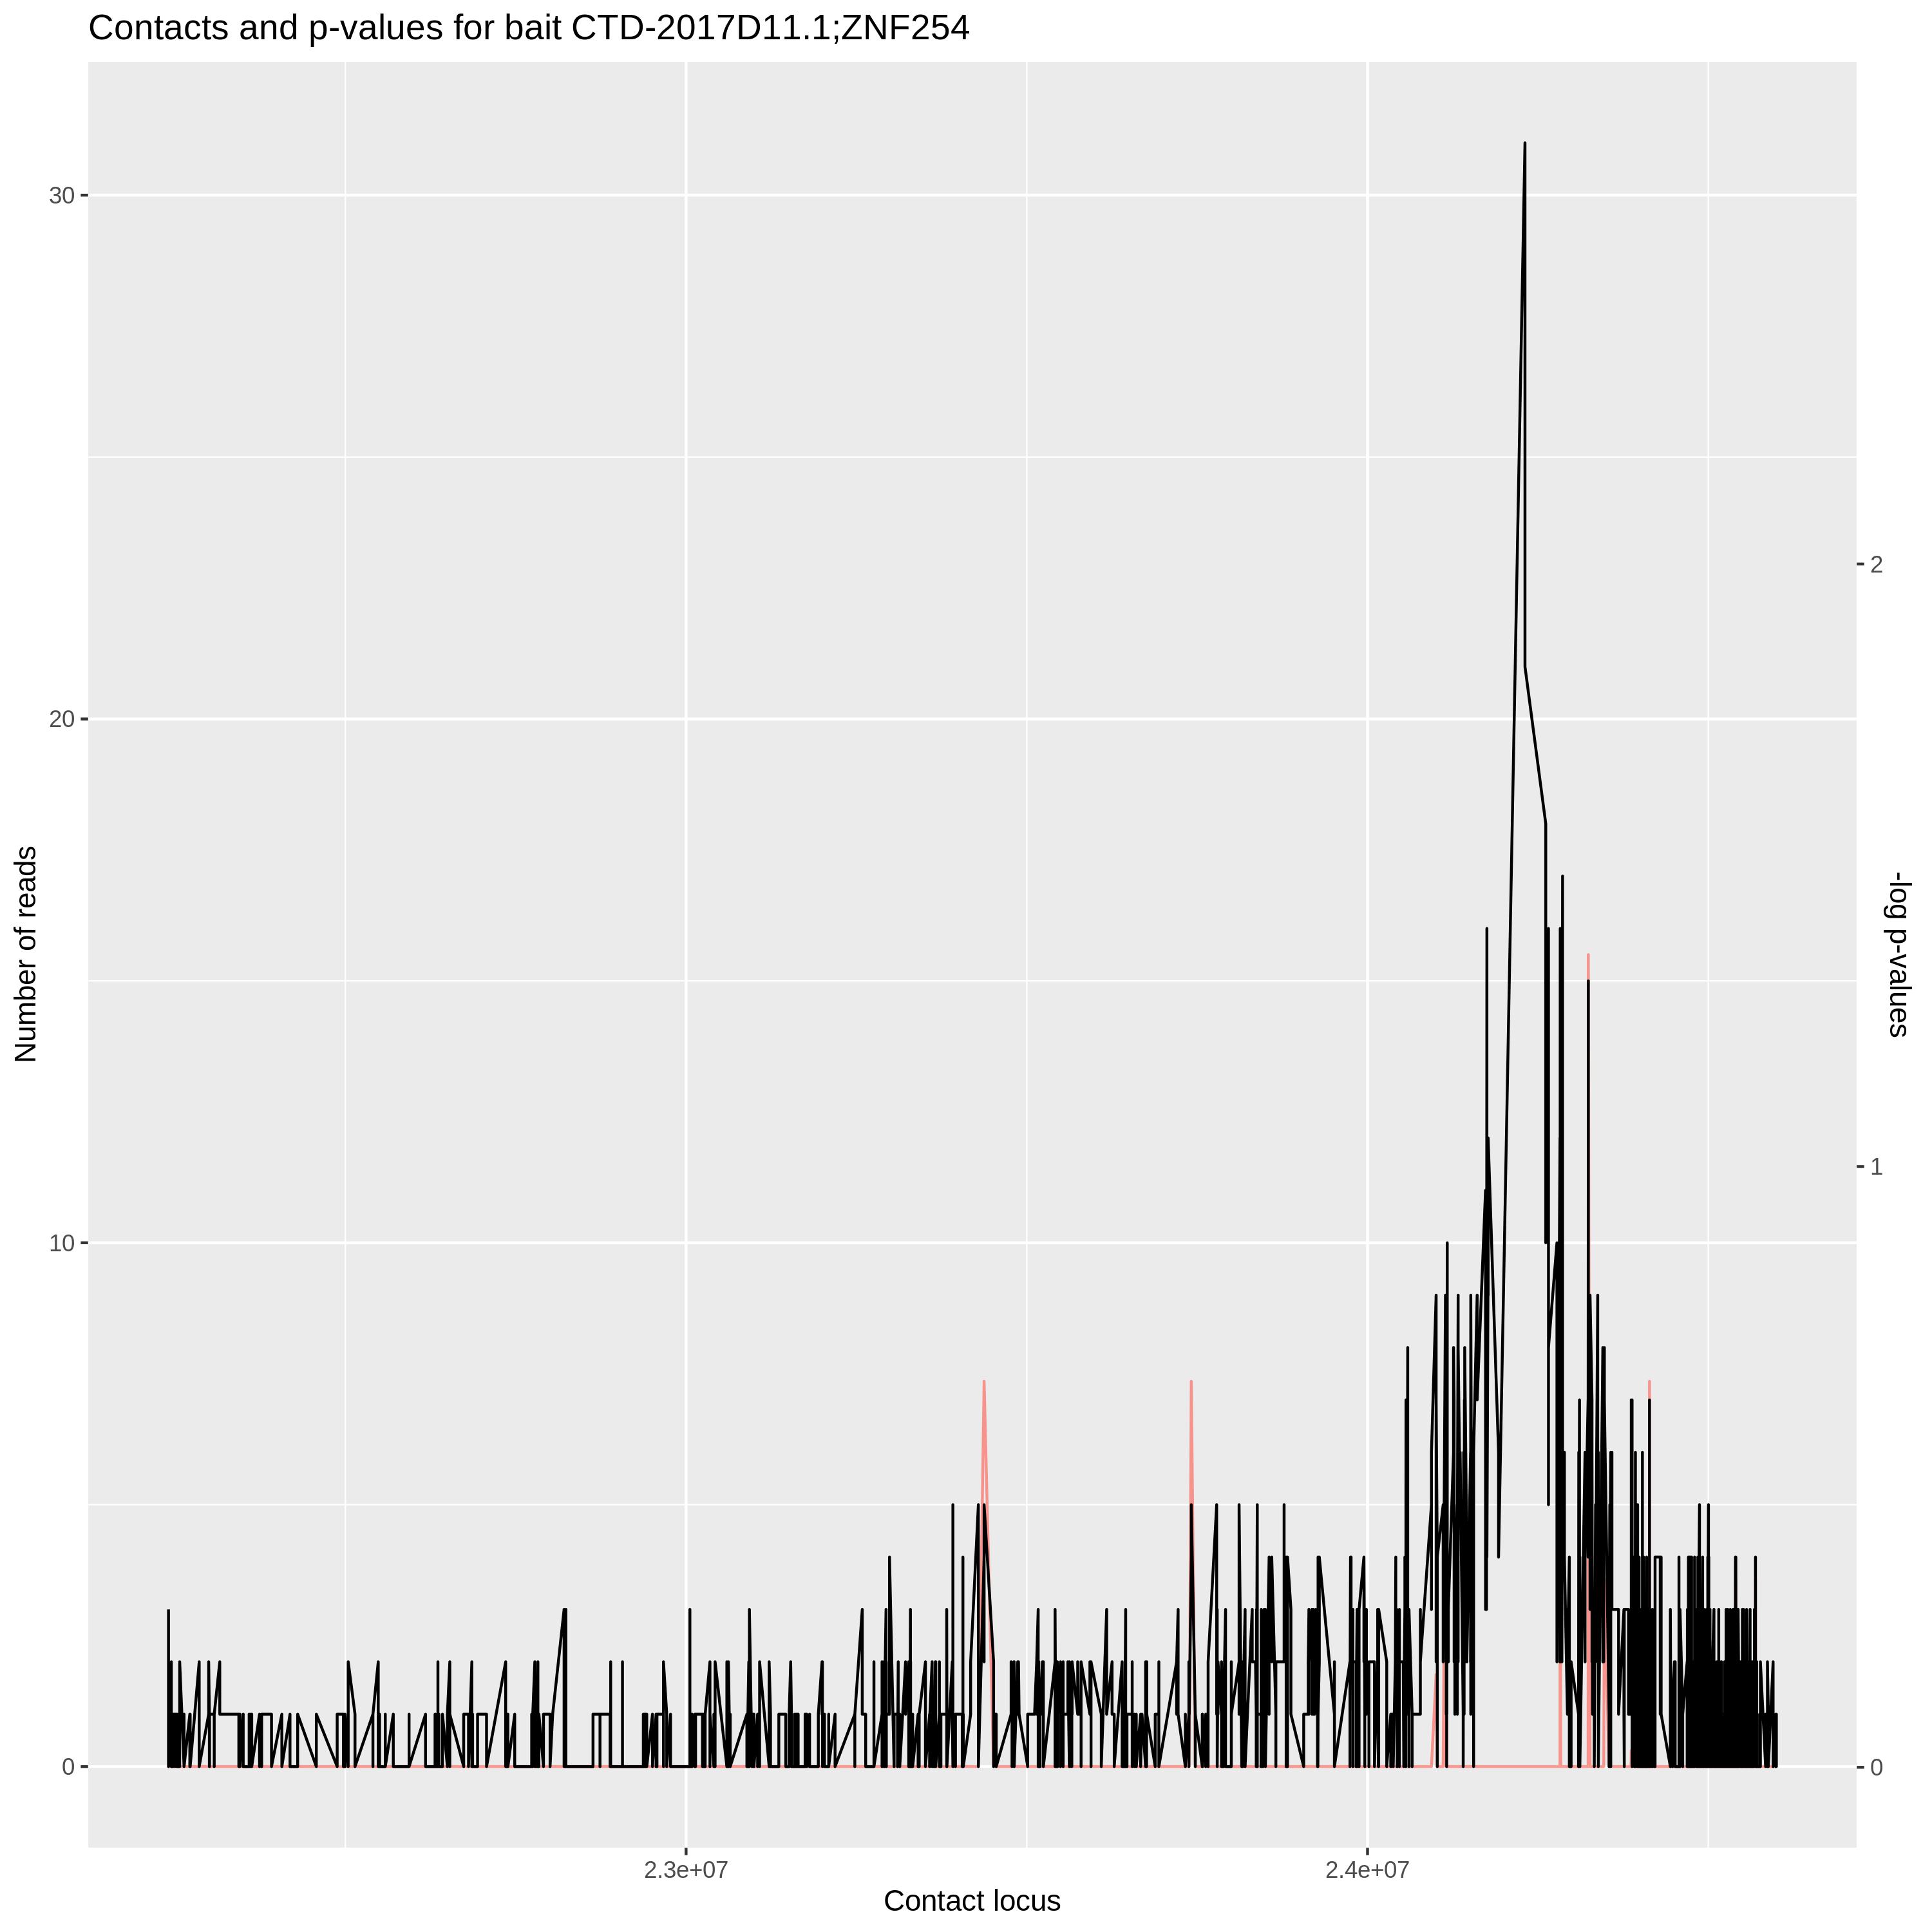 Contacts and p-values for bait CTD-2017D11.1;ZNF254
30
20
10
0
Number of reads
2
1
0
-log p-values
2.3e+07
2.4e+07
Contact locus